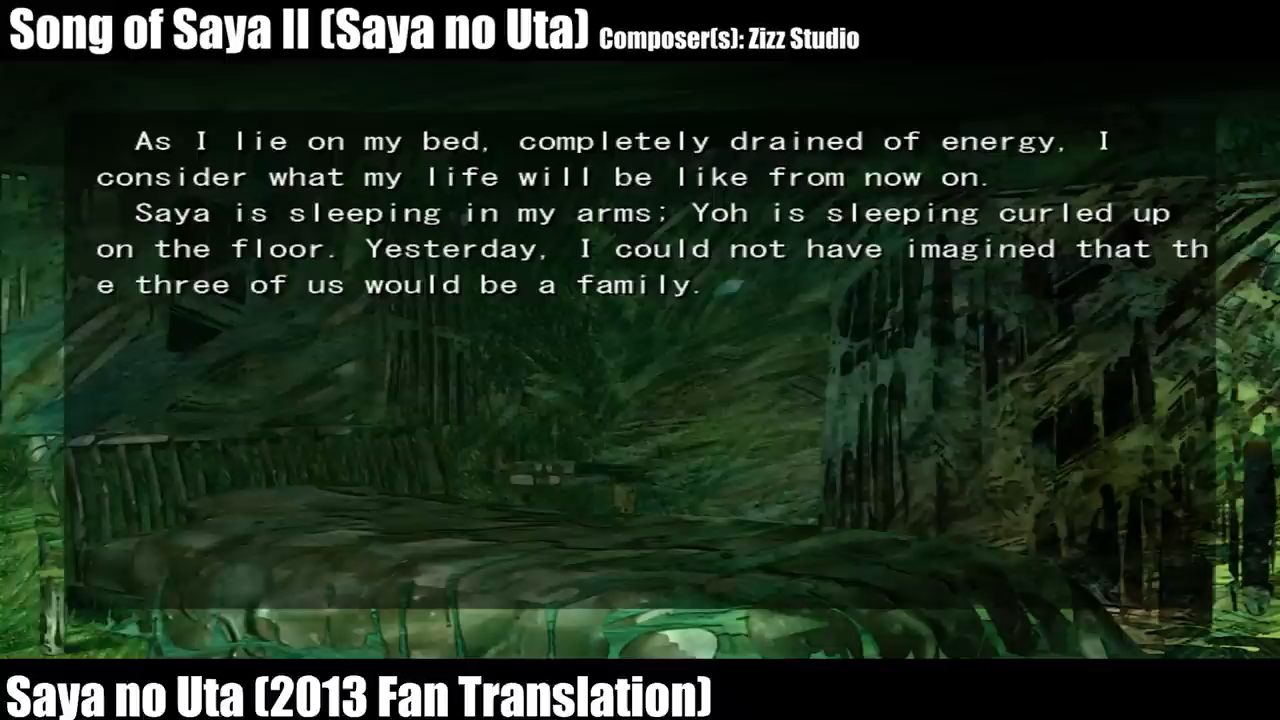 Song of Saya II (Saya no Uta) Composer(s): Zizz Studio
As I lie on my bed, completely drained of energy, I
consider what my life will be like from now on.
Saya is sleeping in my arms; Yoh is sleeping curled up
on the floor. Yesterday, I could not have imagined that th
e three of us would be a family.
Saya no Uta (2013 Fan Translation)